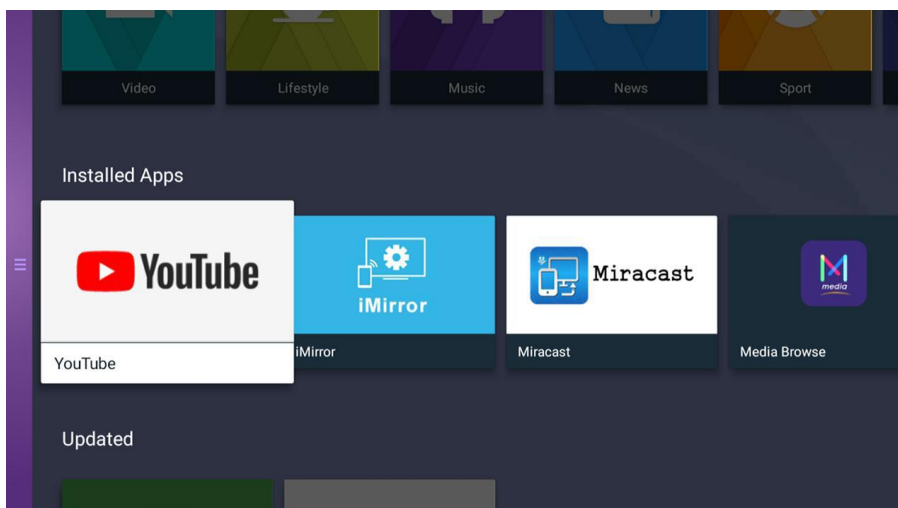 Video
Lifestyle
Music
News
Sport
Installed Apps
YouTube
iMirror
Miracast
media
YouTube
iMirror
Miracast
Media Browse
Updated